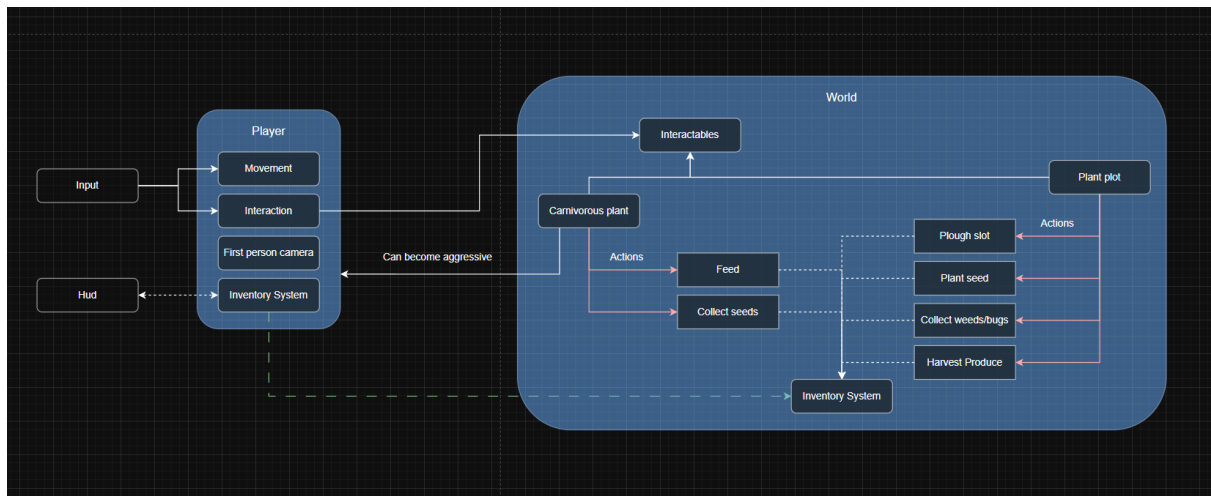 World
Player
Interactables
Movement
Input
Plant plot
Interaction
Carnivorous plant
Actions
Plough slot
First person camera
Can become aggressive
Actions
Feed
Plant seed
Hud
Inventory System
Collect seeds
Collect weeds/bugs
Harvest Produce
Inventory System